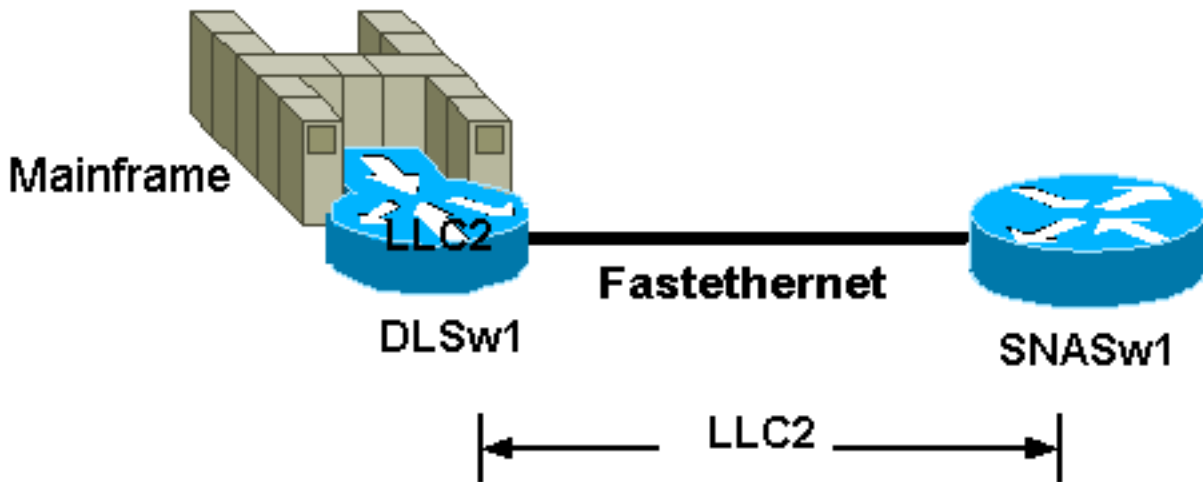 Mainframe
LLC2
Fastethernet
DLSw1
SNASw1
LLC2